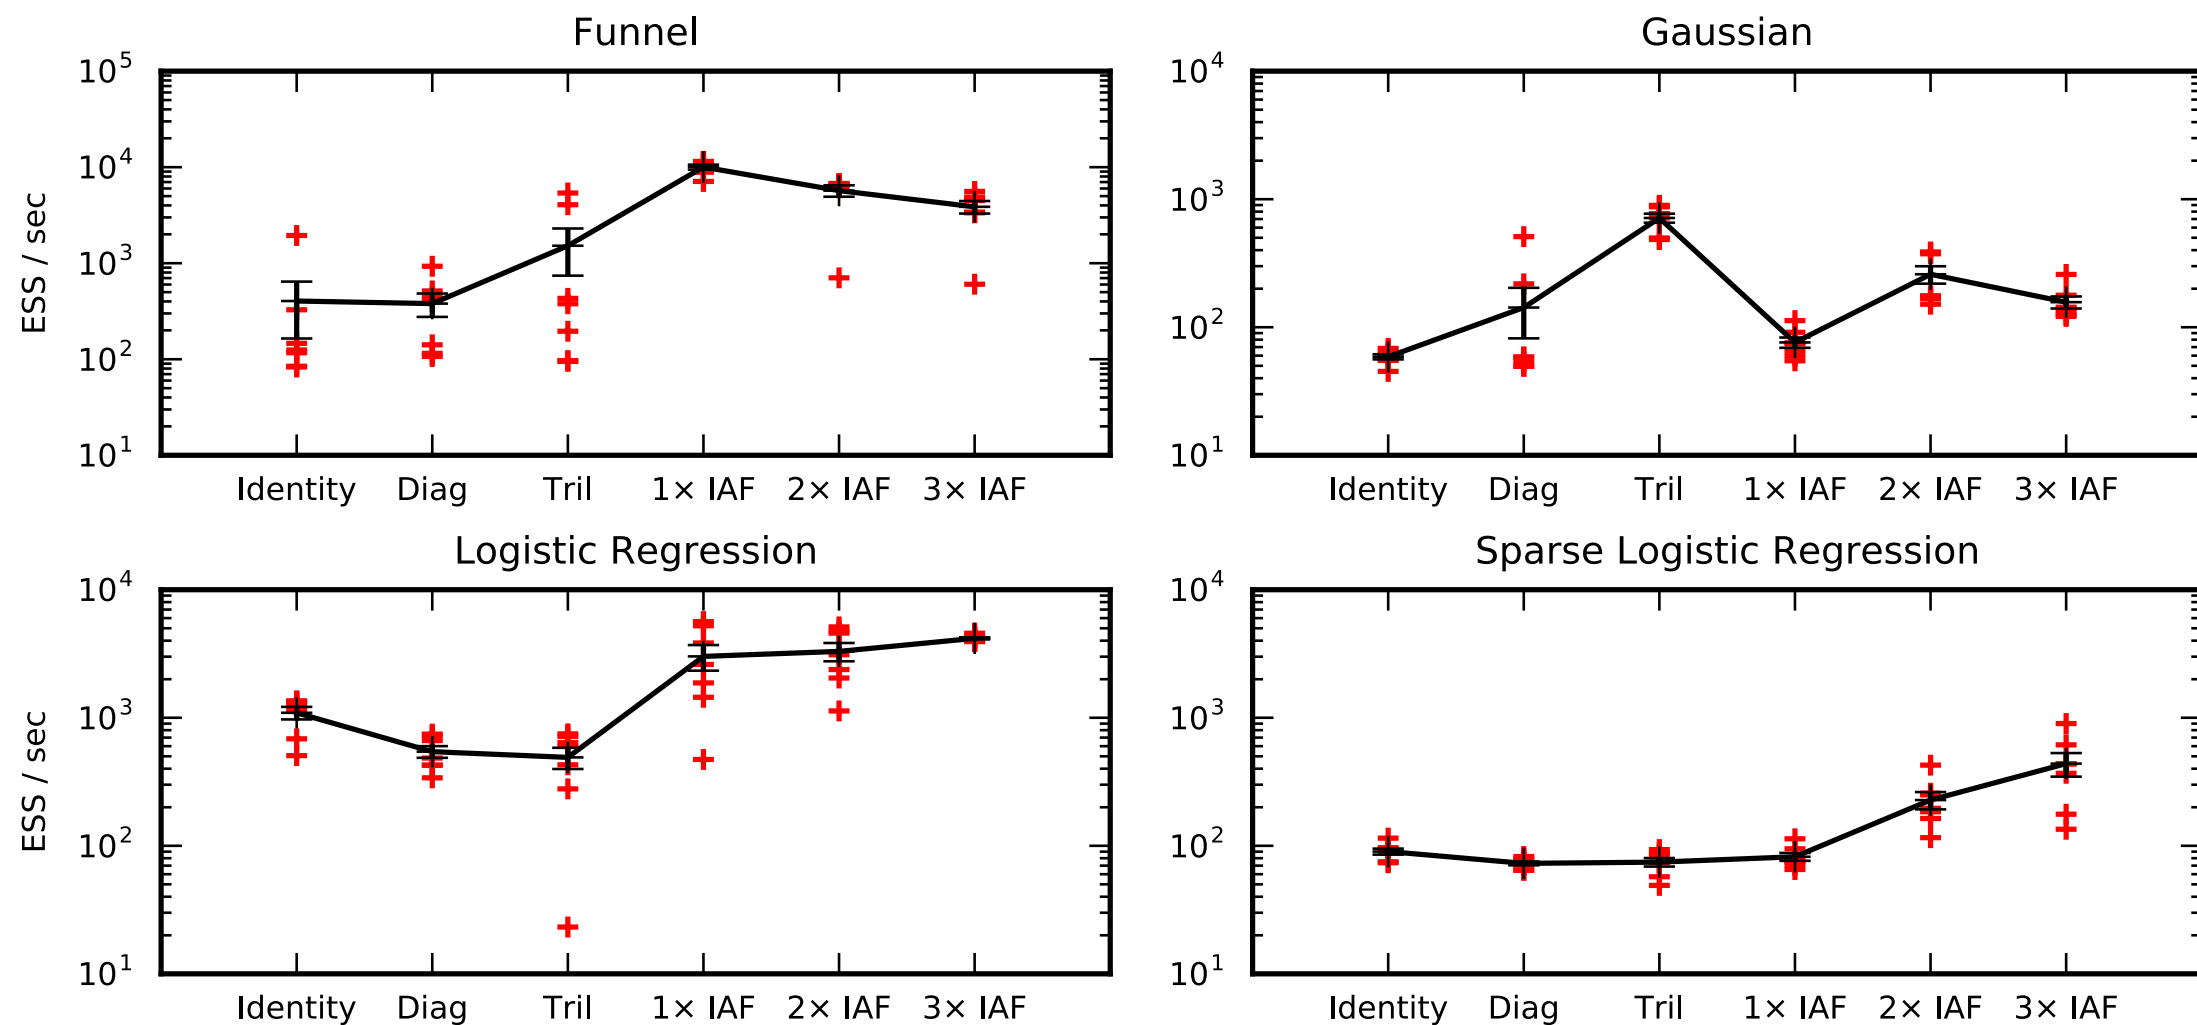 Funnel
10^5
10^4
10^3
10^2
10^1
ESS / sec
Identity Diag Tril 1× IAF 2× IAF 3× IAF
Gaussian
10^4
10^3
10^2
10^1
Identity Diag Tril 1× IAF 2× IAF 3× IAF
Logistic Regression
10^4
10^3
10^2
10^1
ESS / sec
Identity Diag Tril 1× IAF 2× IAF 3× IAF
Sparse Logistic Regression
10^4
10^3
10^2
10^1
Identity Diag Tril 1× IAF 2× IAF 3× IAF